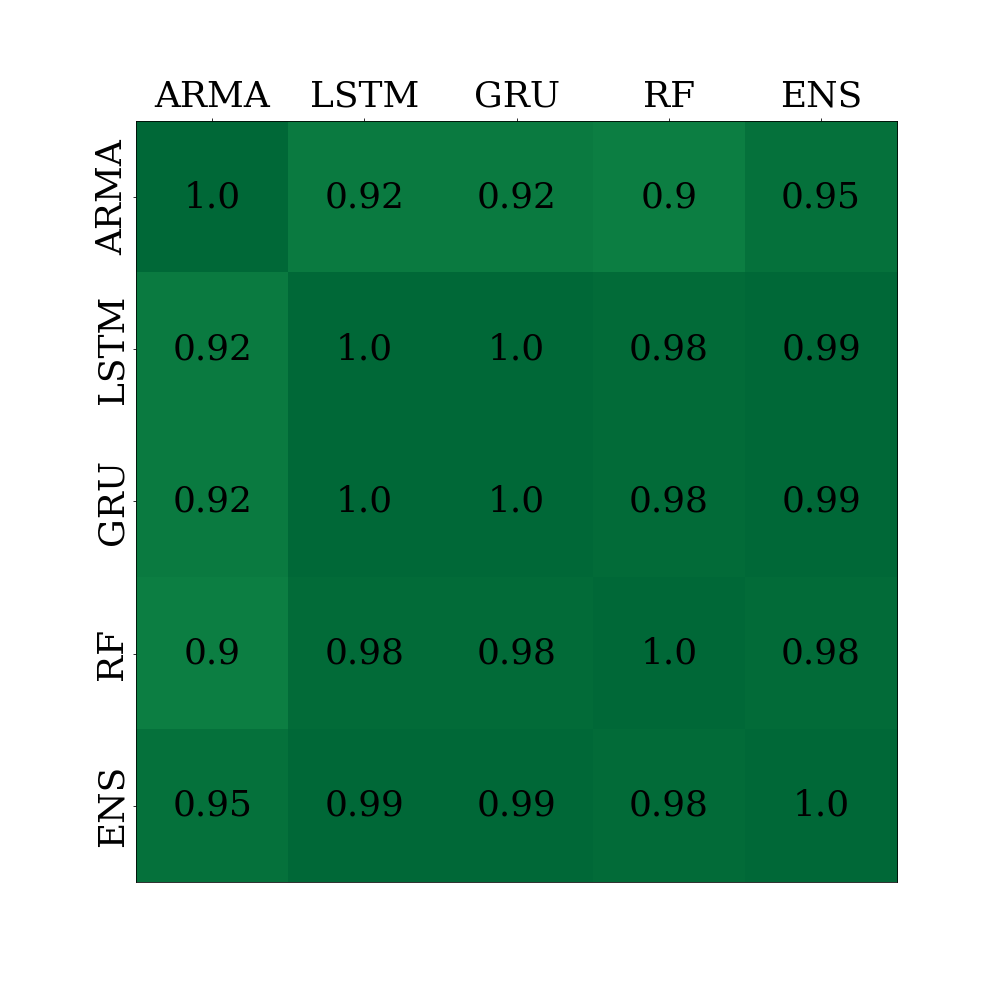 ARMA LSTM GRU RF ENS
ARMA 1.0 0.92 0.92 0.9 0.95
LSTM 0.92 1.0 1.0 0.98 0.99
GRU 0.92 1.0 1.0 0.98 0.99
RF 0.9 0.98 0.98 1.0 0.98
ENS 0.95 0.99 0.99 0.98 1.0